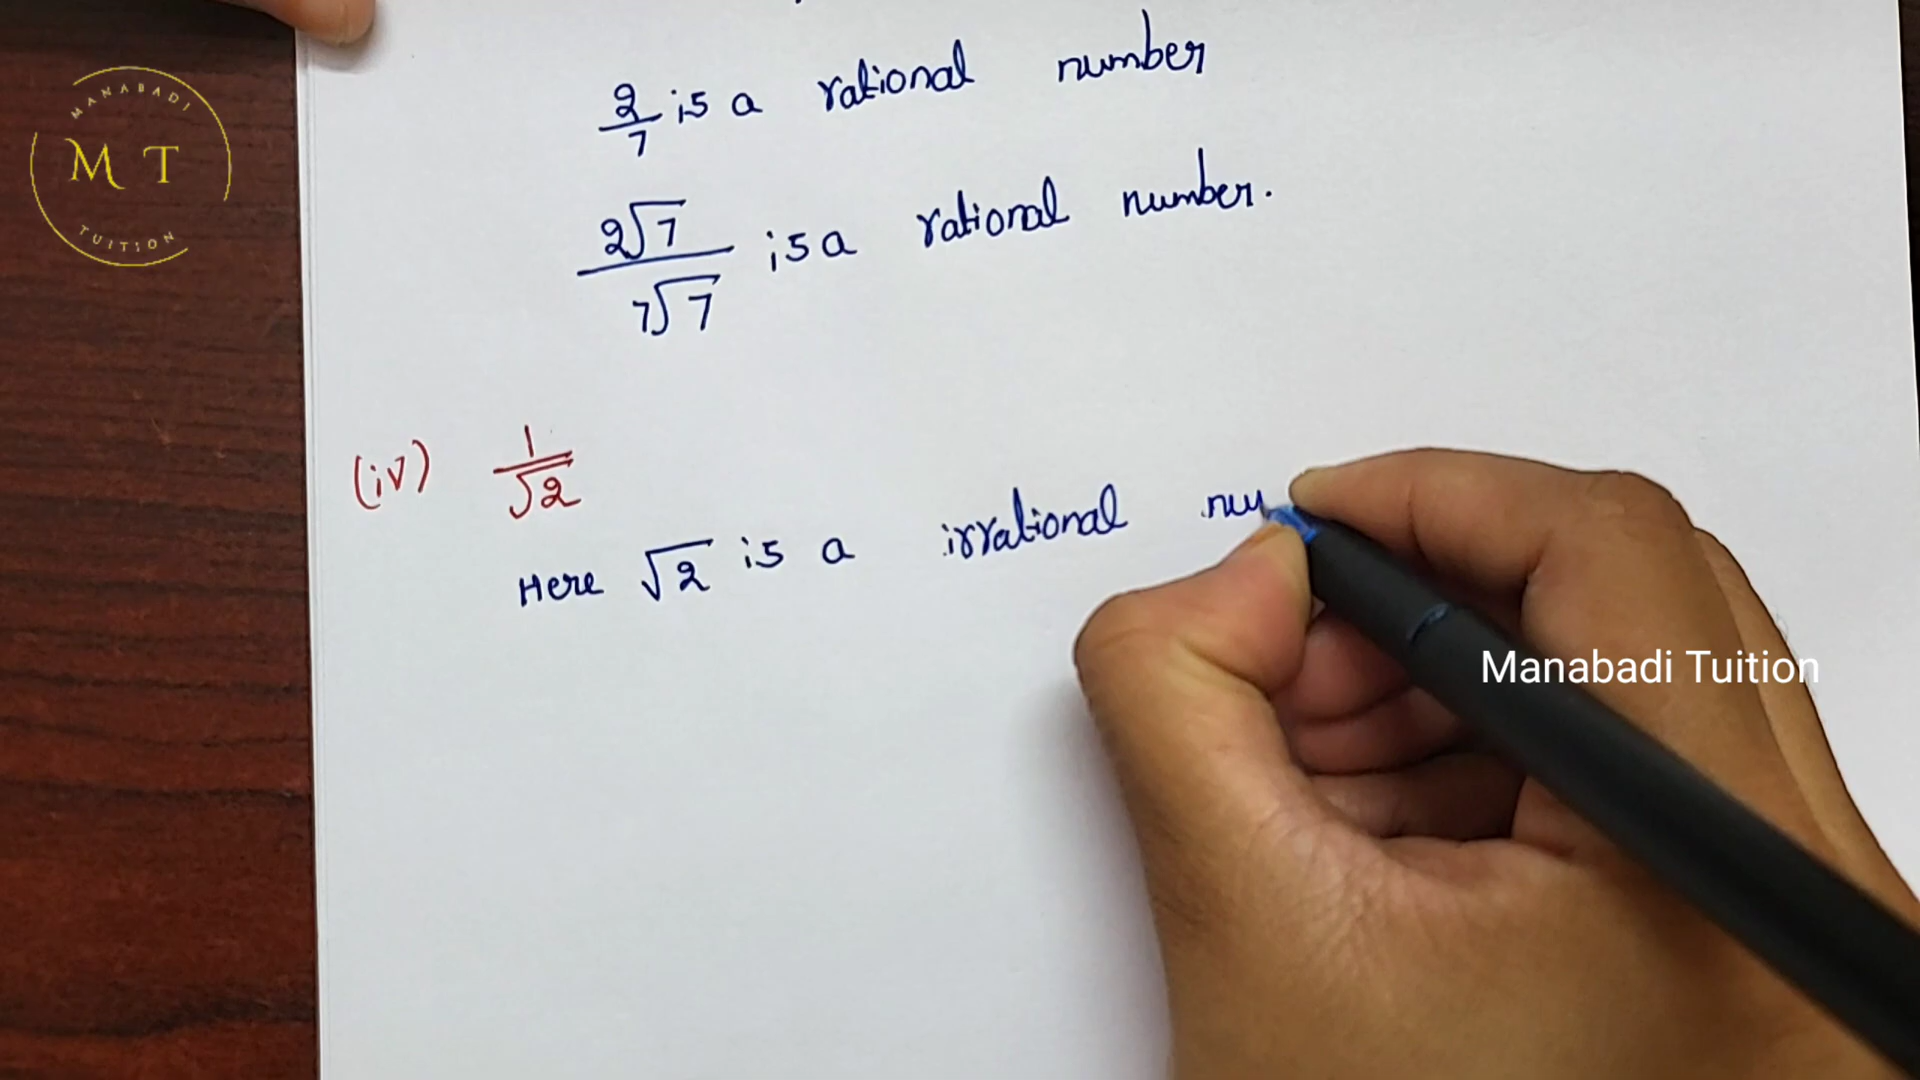 2/7 is a rational number
2√7 / 7√7 is a rational number.
(iv) 1/√2
Here √2 is a irrational nu
MANABADI
M T
TUITION
Manabadi Tuition